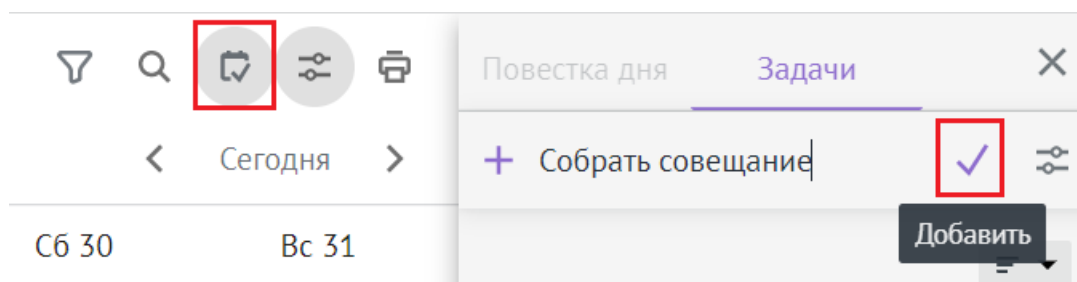 Повестка дня Задачи
Сегодня
Собрать совещание
Добавить
Сб 30 Вс 31